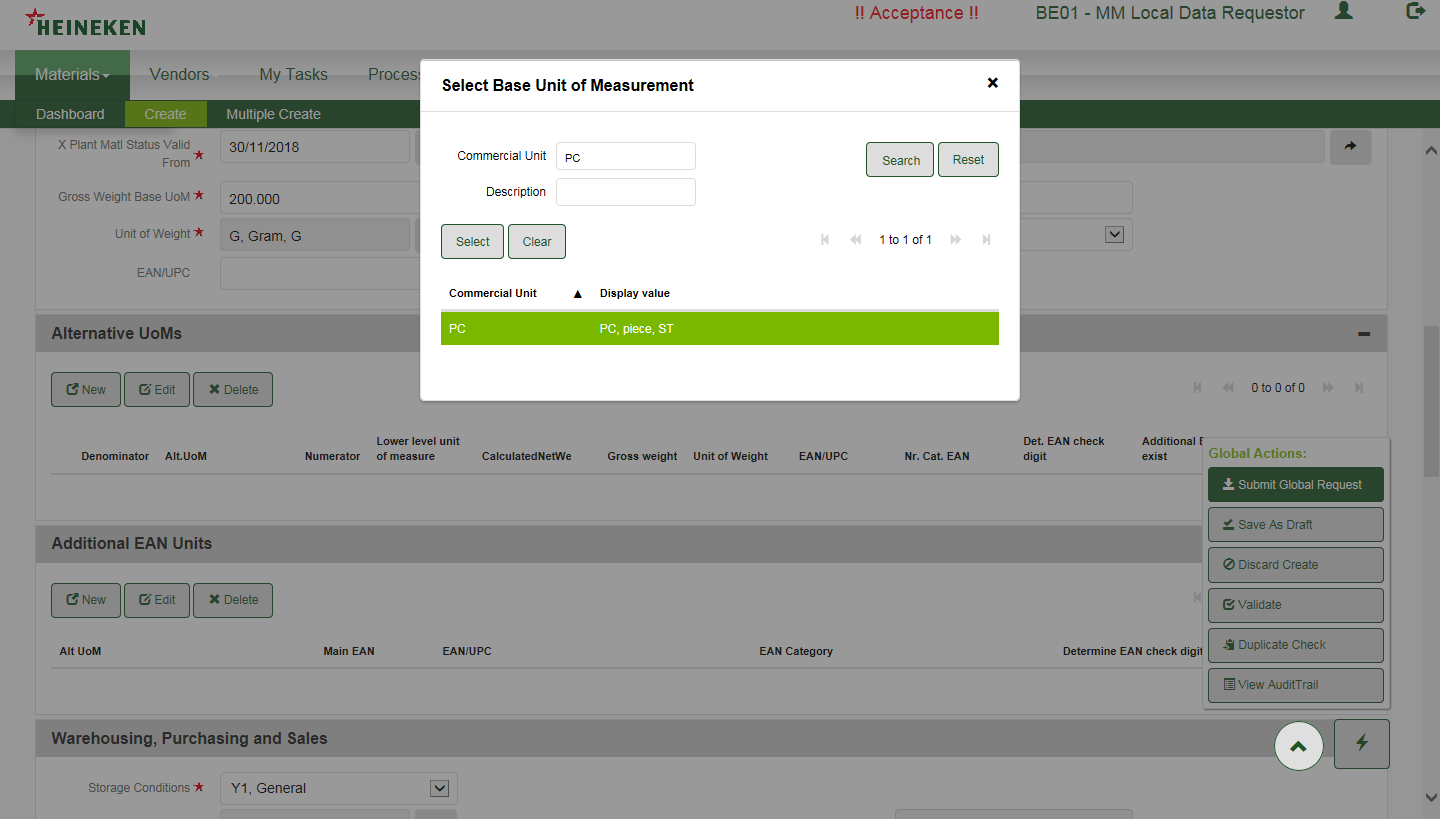 HEINEKEN
!! Acceptance !!
BE01 - MM Local Data Requestor
Materials
Vendors
My Tasks
Process
Dashboard
Create
Multiple Create
X Plant Matl Status Valid
From
30/11/2018
Gross Weight Base UoM
200.000
Unit of Weight
G, Gram, G
EAN/UPC
Select Base Unit of Measurement
Commercial Unit
PC
Description
Search
Reset
Select
Clear
1 to 1 of 1
Commercial Unit
Display value
PC
PC, piece, ST
Alternative UoMs
New
Edit
Delete
0 to 0 of 0
Denominator
Alt.UoM
Numerator
Lower level unit
of measure
CalculatedNetWe
Gross weight
Unit of Weight
EAN/UPC
Nr. Cat. EAN
Det. EAN check
digit
Additional E
exist
Global Actions:
Submit Global Request
Save As Draft
Discard Create
Validate
Duplicate Check
View AuditTrail
Additional EAN Units
New
Edit
Delete
Alt UoM
Main EAN
EAN/UPC
EAN Category
Determine EAN check digit
Warehousing, Purchasing and Sales
Storage Conditions
Y1, General